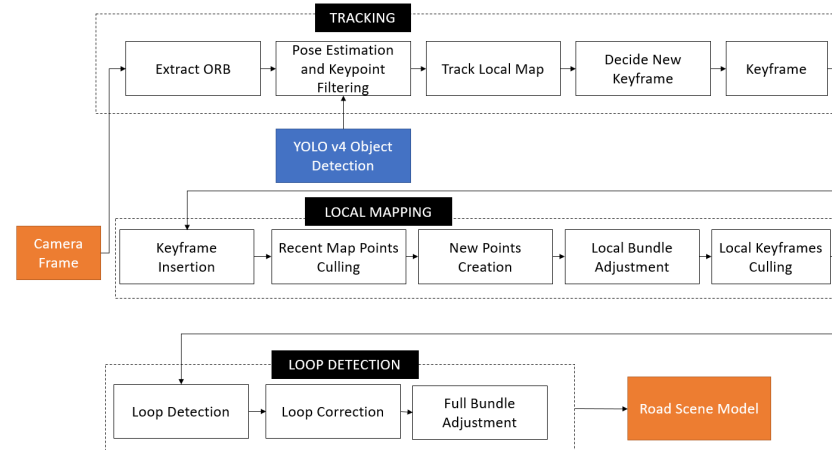 TRACKING
Extract ORB
Pose Estimation
and Keypoint
Filtering
Track Local Map
Decide New
Keyframe
Keyframe
YOLO v4 Object
Detection
LOCAL MAPPING
Camera
Frame
Keyframe
Insertion
Recent Map Points
Culling
New Points
Creation
Local Bundle
Adjustment
Local Keyframes
Culling
LOOP DETECTION
Loop Detection
Loop Correction
Full Bundle
Adjustment
Road Scene Model